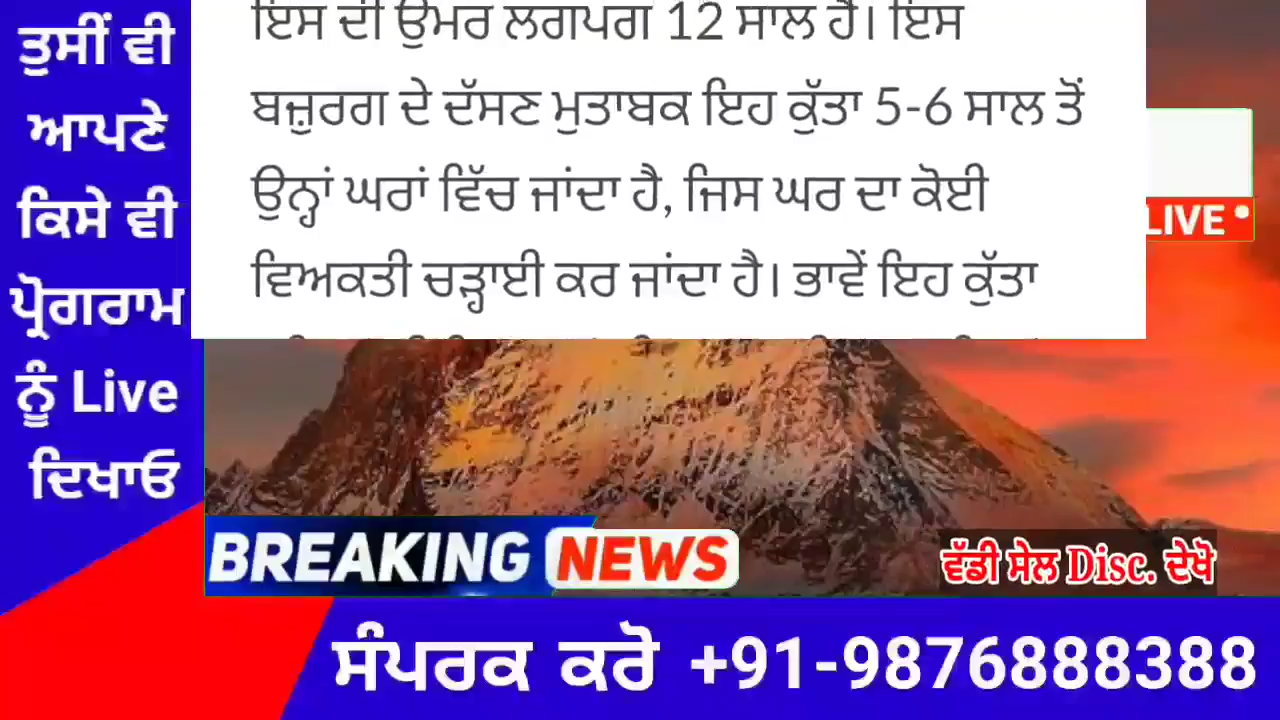 ਤੁਸੀਂ ਵੀ
ਆਪਣੇ
ਕਿਸੇ ਵੀ
ਪ੍ਰੋਗਰਾਮ
ਨੂੰ Live
ਦਿਖਾਓ
ਇਸ ਦੀ ਉਮਰ ਲਗਪਗ 12 ਸਾਲ ਹੈ। ਇਸ
ਬਜ਼ੁਰਗ ਦੇ ਦੱਸਣ ਮੁਤਾਬਕ ਇਹ ਕੁੱਤਾ 5-6 ਸਾਲ ਤੋਂ
ਉਨ੍ਹਾਂ ਘਰਾਂ ਵਿੱਚ ਜਾਂਦਾ ਹੈ, ਜਿਸ ਘਰ ਦਾ ਕੋਈ
ਵਿਅਕਤੀ ਚੜ੍ਹਾਈ ਕਰ ਜਾਂਦਾ ਹੈ। ਭਾਵੇਂ ਇਹ ਕੁੱਤਾ
LIVE
BREAKING NEWS
ਵੱਡੀ ਸੇਲ Disc. ਦੇਖੋ
ਸੰਪਰਕ ਕਰੋ +91-9876888388